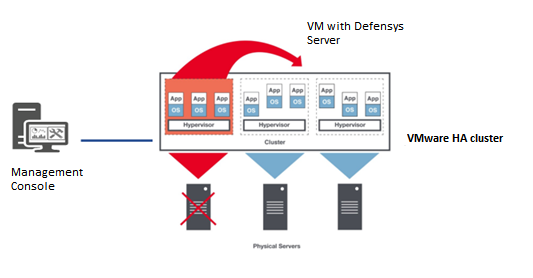 VM with Defensys
Server
App App App App App App App App App
OS OS OS OS OS OS OS OS OS
Hypervisor Hypervisor Hypervisor
Cluster
VMware HA cluster
Management
Console
Physical Servers